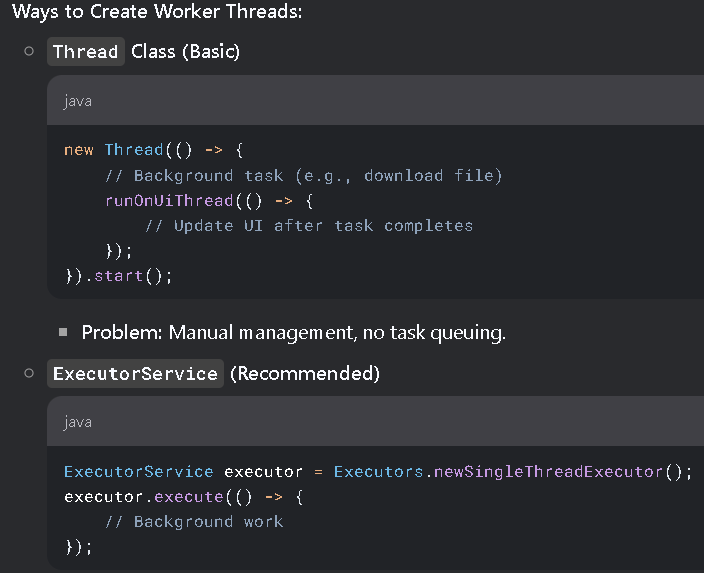 Ways to Create Worker Threads:
Thread Class (Basic)
java
new Thread(() -> {
// Background task (e.g., download file)
runOnUiThread(() -> {
// Update UI after task completes
});
}).start();
Problem: Manual management, no task queuing.
ExecutorService (Recommended)
java
ExecutorService executor = Executors.newSingleThreadExecutor();
executor.execute(() -> {
// Background work
});